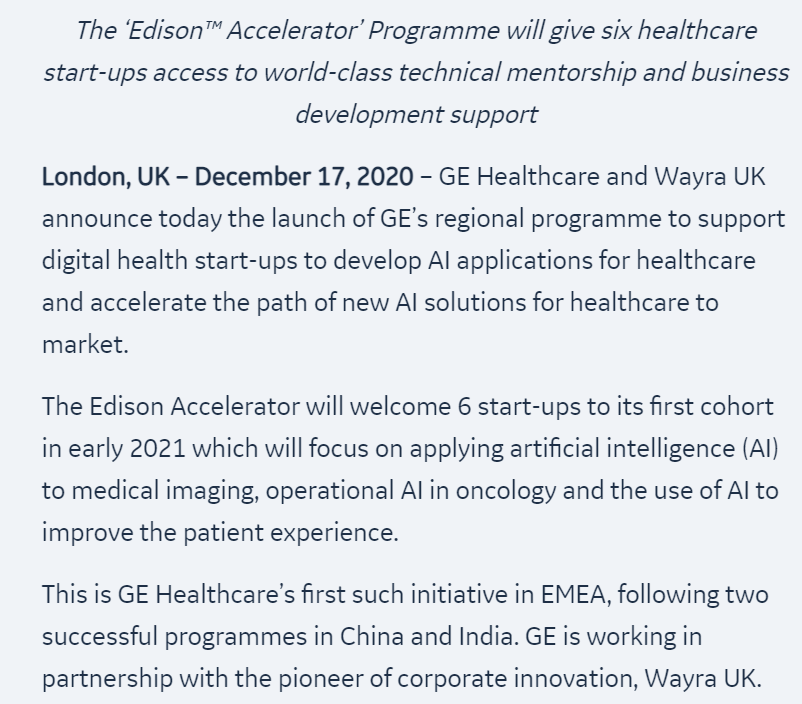 The ‘Edison™ Accelerator’ Programme will give six healthcare
start-ups access to world-class technical mentorship and business
development support
London, UK – December 17, 2020 – GE Healthcare and Wayra UK
announce today the launch of GE’s regional programme to support
digital health start-ups to develop AI applications for healthcare
and accelerate the path of new AI solutions for healthcare to
market.
The Edison Accelerator will welcome 6 start-ups to its first cohort
in early 2021 which will focus on applying artificial intelligence (AI)
to medical imaging, operational AI in oncology and the use of AI to
improve the patient experience.
This is GE Healthcare’s first such initiative in EMEA, following two
successful programmes in China and India. GE is working in
partnership with the pioneer of corporate innovation, Wayra UK.